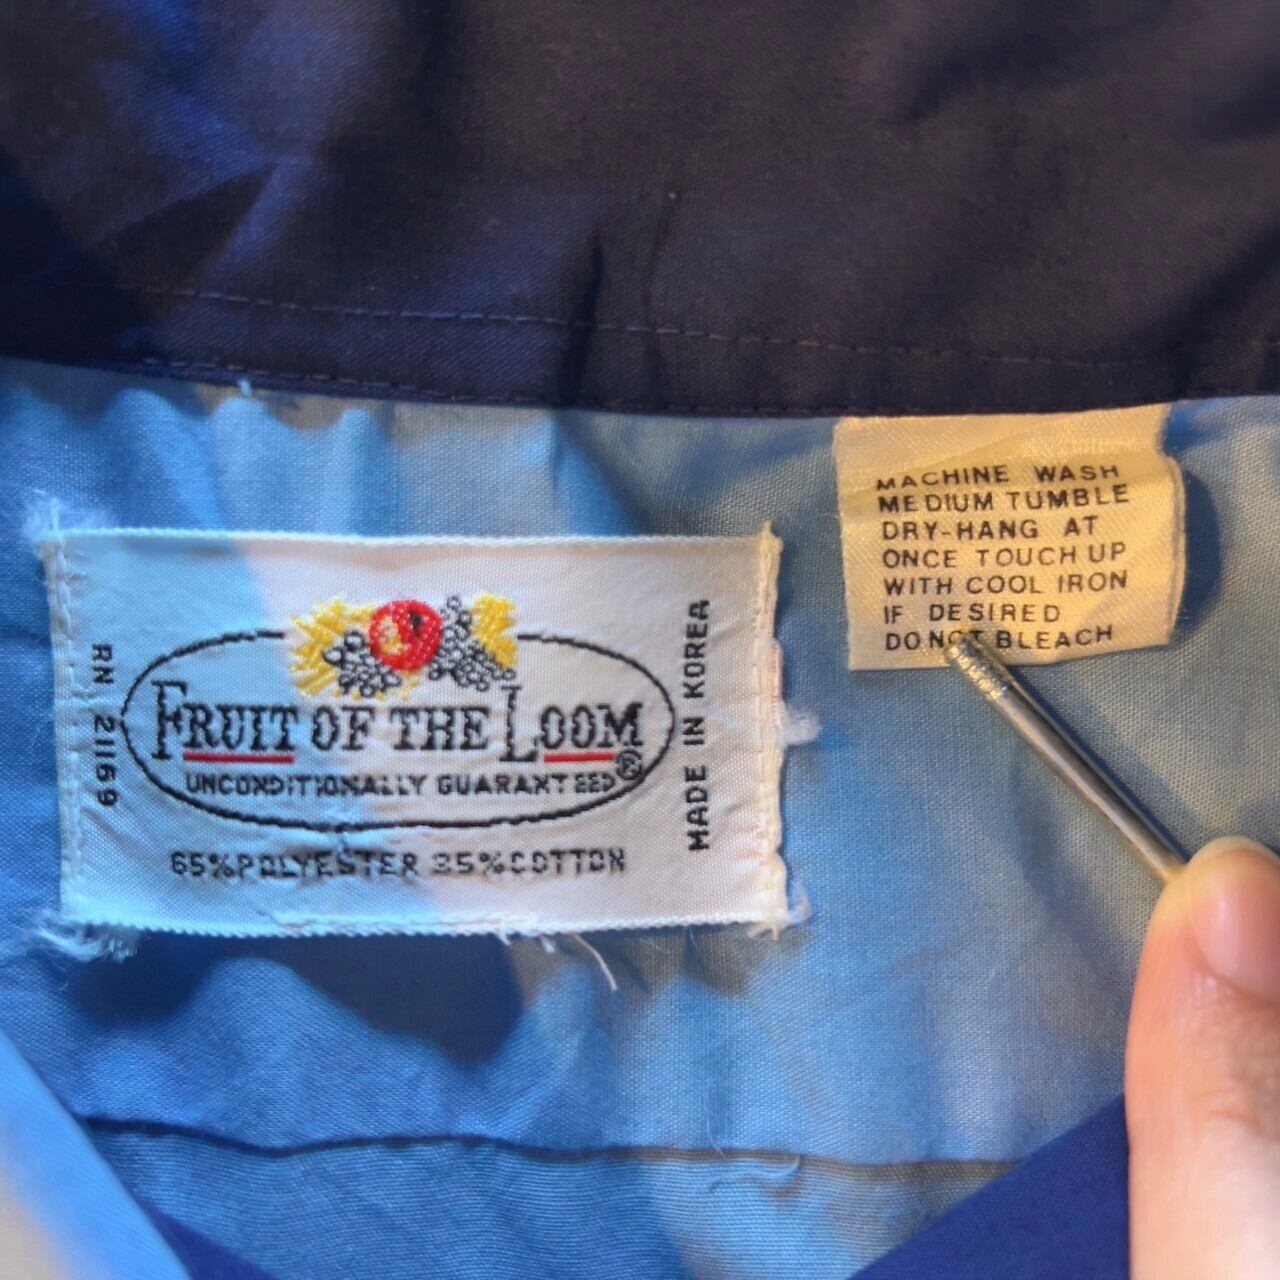 RN 21169
FRUIT OF THE LOOM®
UNCONDITIONALLY GUARANTEED
65% POLYESTER 35% COTTON
MADE IN KOREA
MACHINE WASH
MEDIUM TUMBLE
DRY-HANG AT
ONCE TOUCH UP
WITH COOL IRON
IF DESIRED
DO NOT BLEACH